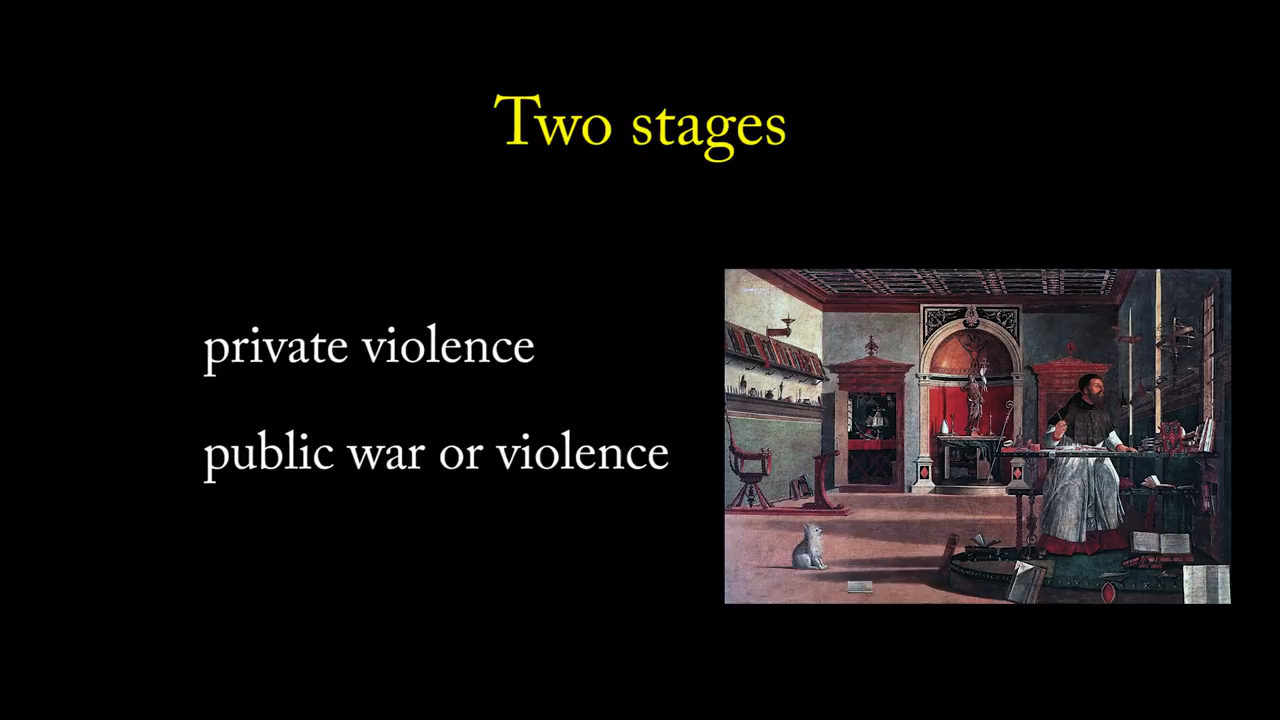 Two stages
private violence
public war or violence